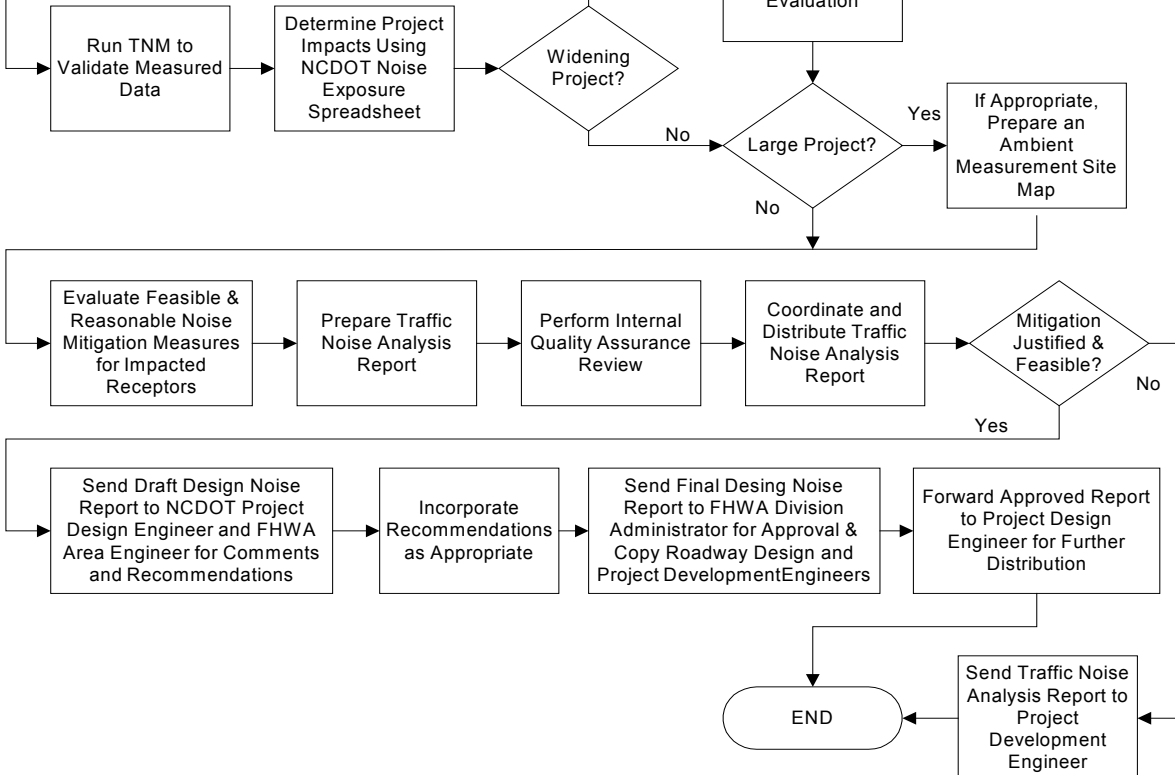 Evaluation
Run TNM to
Validate Measured
Data
Determine Project
Impacts Using
NCDOT Noise
Exposure
Spreadsheet
Widening
Project?
No
Large Project?
Yes
If Appropriate,
Prepare an
Ambient
Measurement Site
Map
No
Evaluate Feasible &
Reasonable Noise
Mitigation Measures
for Impacted
Receptors
Prepare Traffic
Noise Analysis
Report
Perform Internal
Quality Assurance
Review
Coordinate and
Distribute Traffic
Noise Analysis
Report
Mitigation
Justified &
Feasible?
No
Yes
Send Draft Design Noise
Report to NCDOT Project
Design Engineer and FHWA
Area Engineer for Comments
and Recommendations
Incorporate
Recommendations
as Appropriate
Send Final Desing Noise
Report to FHWA Division
Administrator for Approval &
Copy Roadway Design and
Project DevelopmentEngineers
Forward Approved Report
to Project Design
Engineer for Further
Distribution
END
Send Traffic Noise
Analysis Report to
Project
Development
Engineer